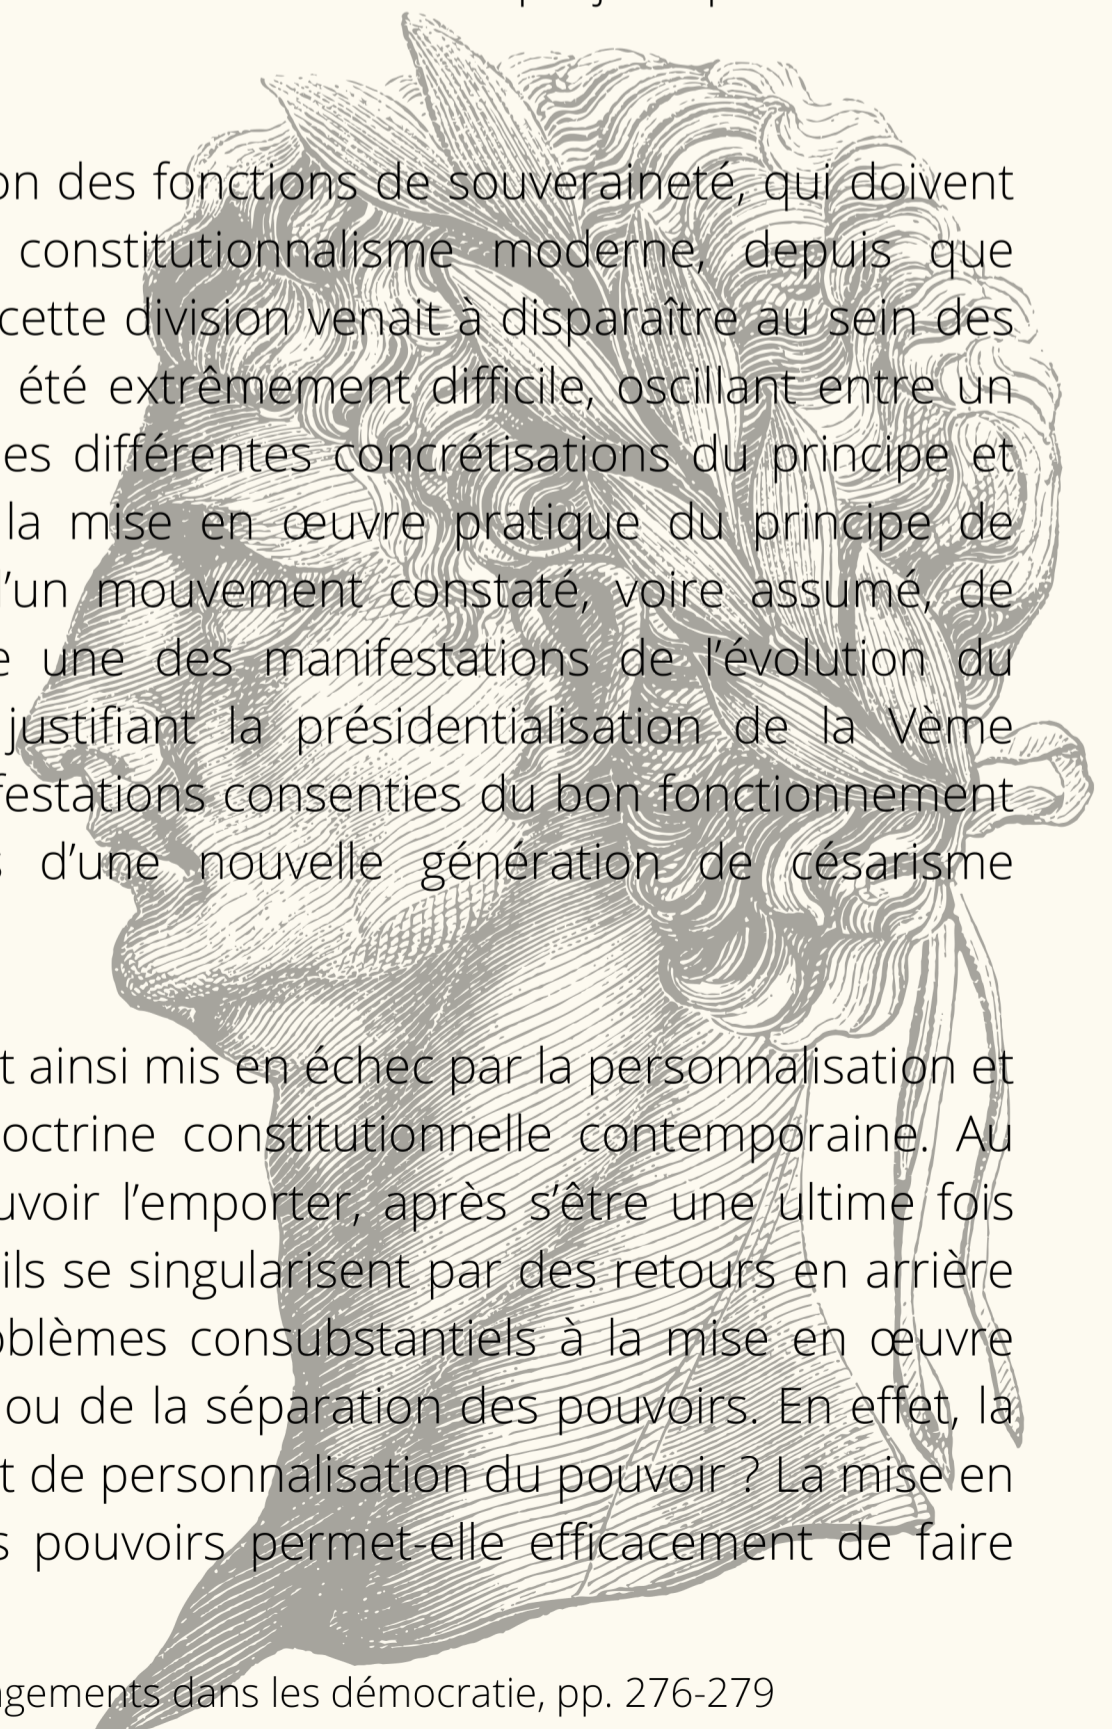 on des fonctions de souveraineté, qui doivent
constitutionnalisme moderne, depuis que
cette division venait à disparaître au sein des
été extrêmement difficile, oscillant entre un
es différentes concrétisations du principe et
la mise en œuvre pratique du principe de
l’un mouvement constaté, voire assumé, de
e une des manifestations de l’évolution du
justifiant la présidentialisation de la Vème
festations consenties du bon fonctionnement
s d’une nouvelle génération de césarisme
t ainsi mis en échec par la personnalisation et
octrine constitutionnelle contemporaine. Au
uvoir l’emporter, après s’être une ultime fois
ils se singularisent par des retours en arrière
oblèmes consubstantiels à la mise en œuvre
ou de la séparation des pouvoirs. En effet, la
t de personnalisation du pouvoir ? La mise en
s pouvoirs permet-elle efficacement de faire
gements dans les démocratie, pp. 276-279